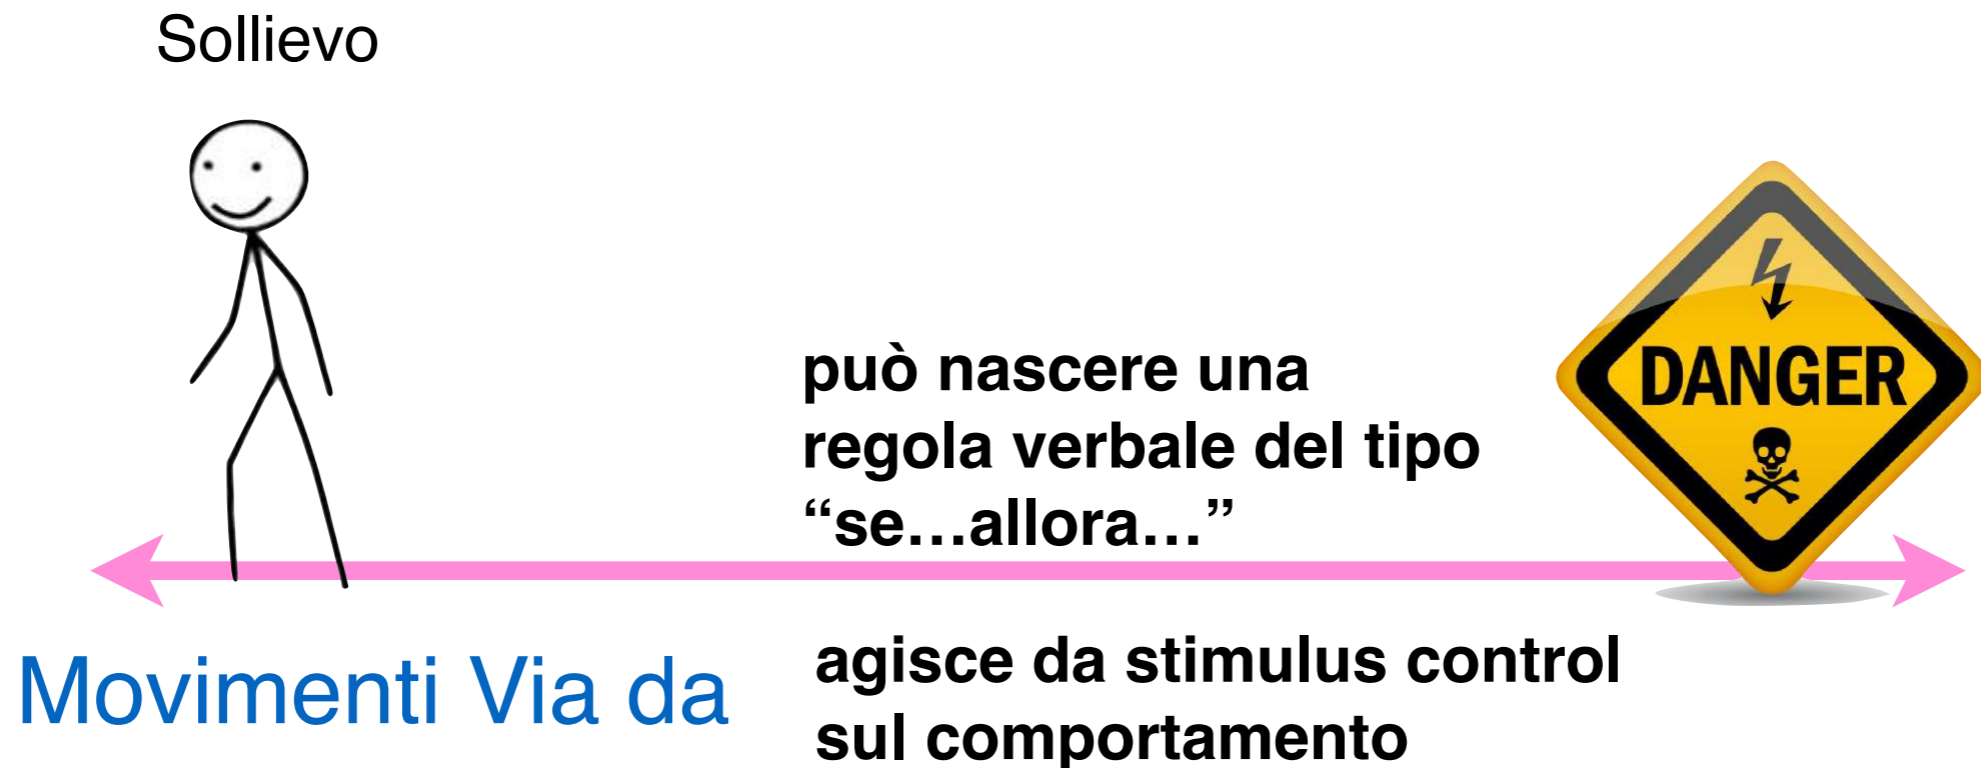 Sollievo
può nascere una
regola verbale del tipo
“se…allora…”
DANGER
Movimenti Via da
agisce da stimulus control
sul comportamento